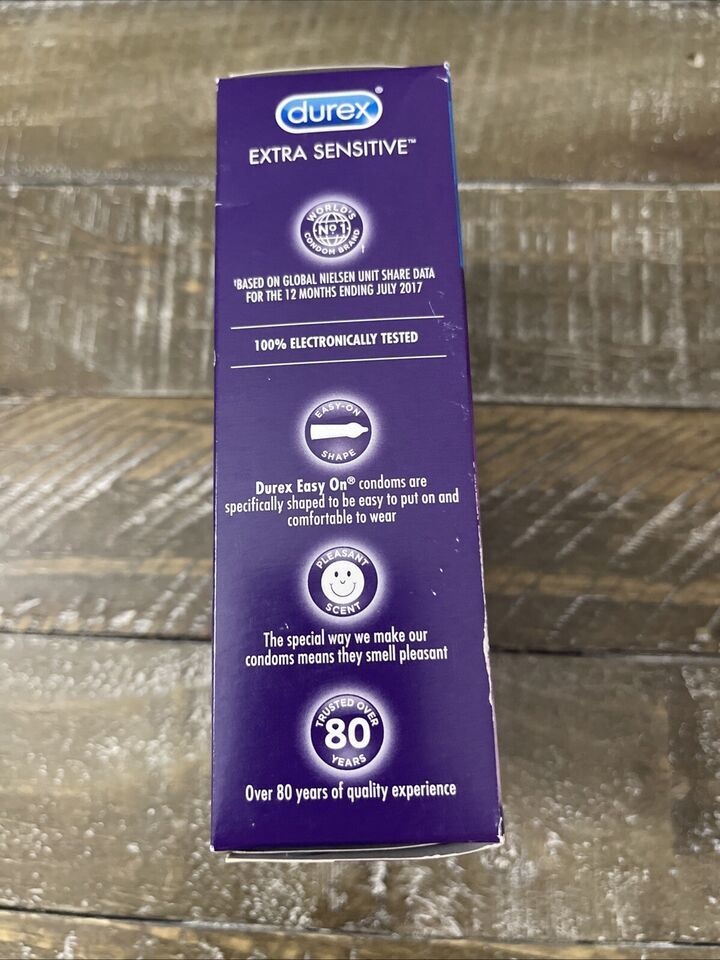 durex®
EXTRA SENSITIVE™
WORLD'S
Nº1
CONDOM BRAND
†BASED ON GLOBAL NIELSEN UNIT SHARE DATA
FOR THE 12 MONTHS ENDING JULY 2017
100% ELECTRONICALLY TESTED
EASY-ON
SHAPE
Durex Easy On® condoms are
specifically shaped to be easy to put on and
comfortable to wear
PLEASANT
SCENT
The special way we make our
condoms means they smell pleasant
TRUSTED OVER
80
YEARS
Over 80 years of quality experience